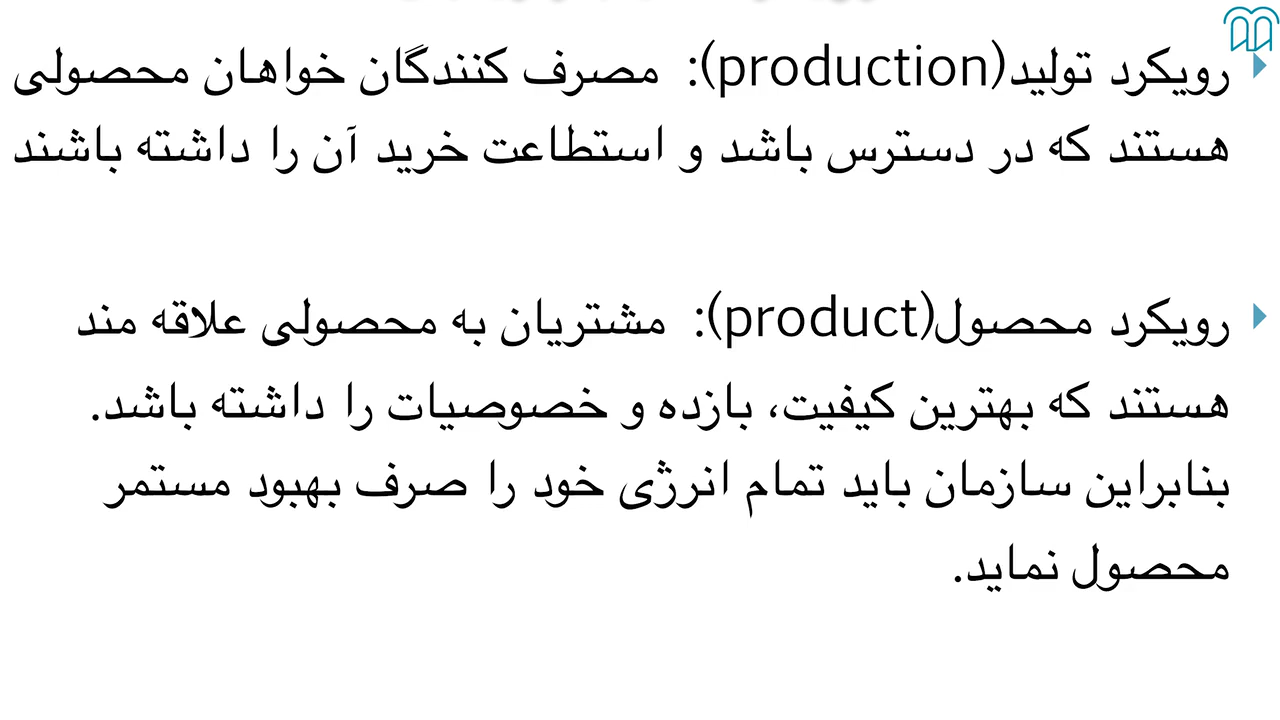 رویکرد تولید(production): مصرف کنندگان خواهان محصولی
هستند که در دسترس باشد و استطاعت خرید آن را داشته باشند
رویکرد محصول(product): مشتریان به محصولی علاقه مند
هستند که بهترین کیفیت، بازده و خصوصیات را داشته باشد.
بنابراین سازمان باید تمام انرژی خود را صرف بهبود مستمر
محصول نماید.